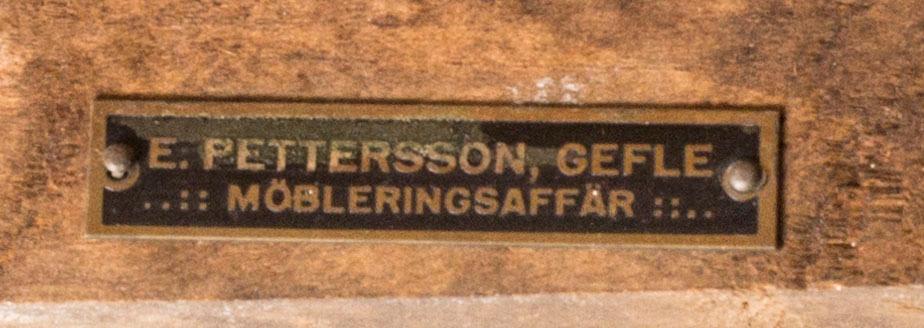 E. PETTERSSON, GEFLE
..:: MÖBLERINGSAFFÄR ::..